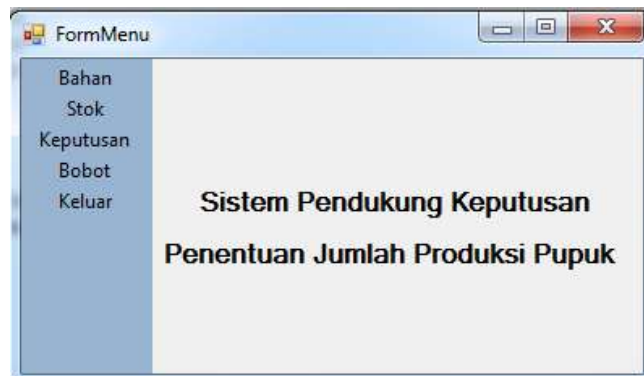 FormMenu
Bahan
Stok
Keputusan
Bobot
Keluar
Sistem Pendukung Keputusan
Penentuan Jumlah Produksi Pupuk